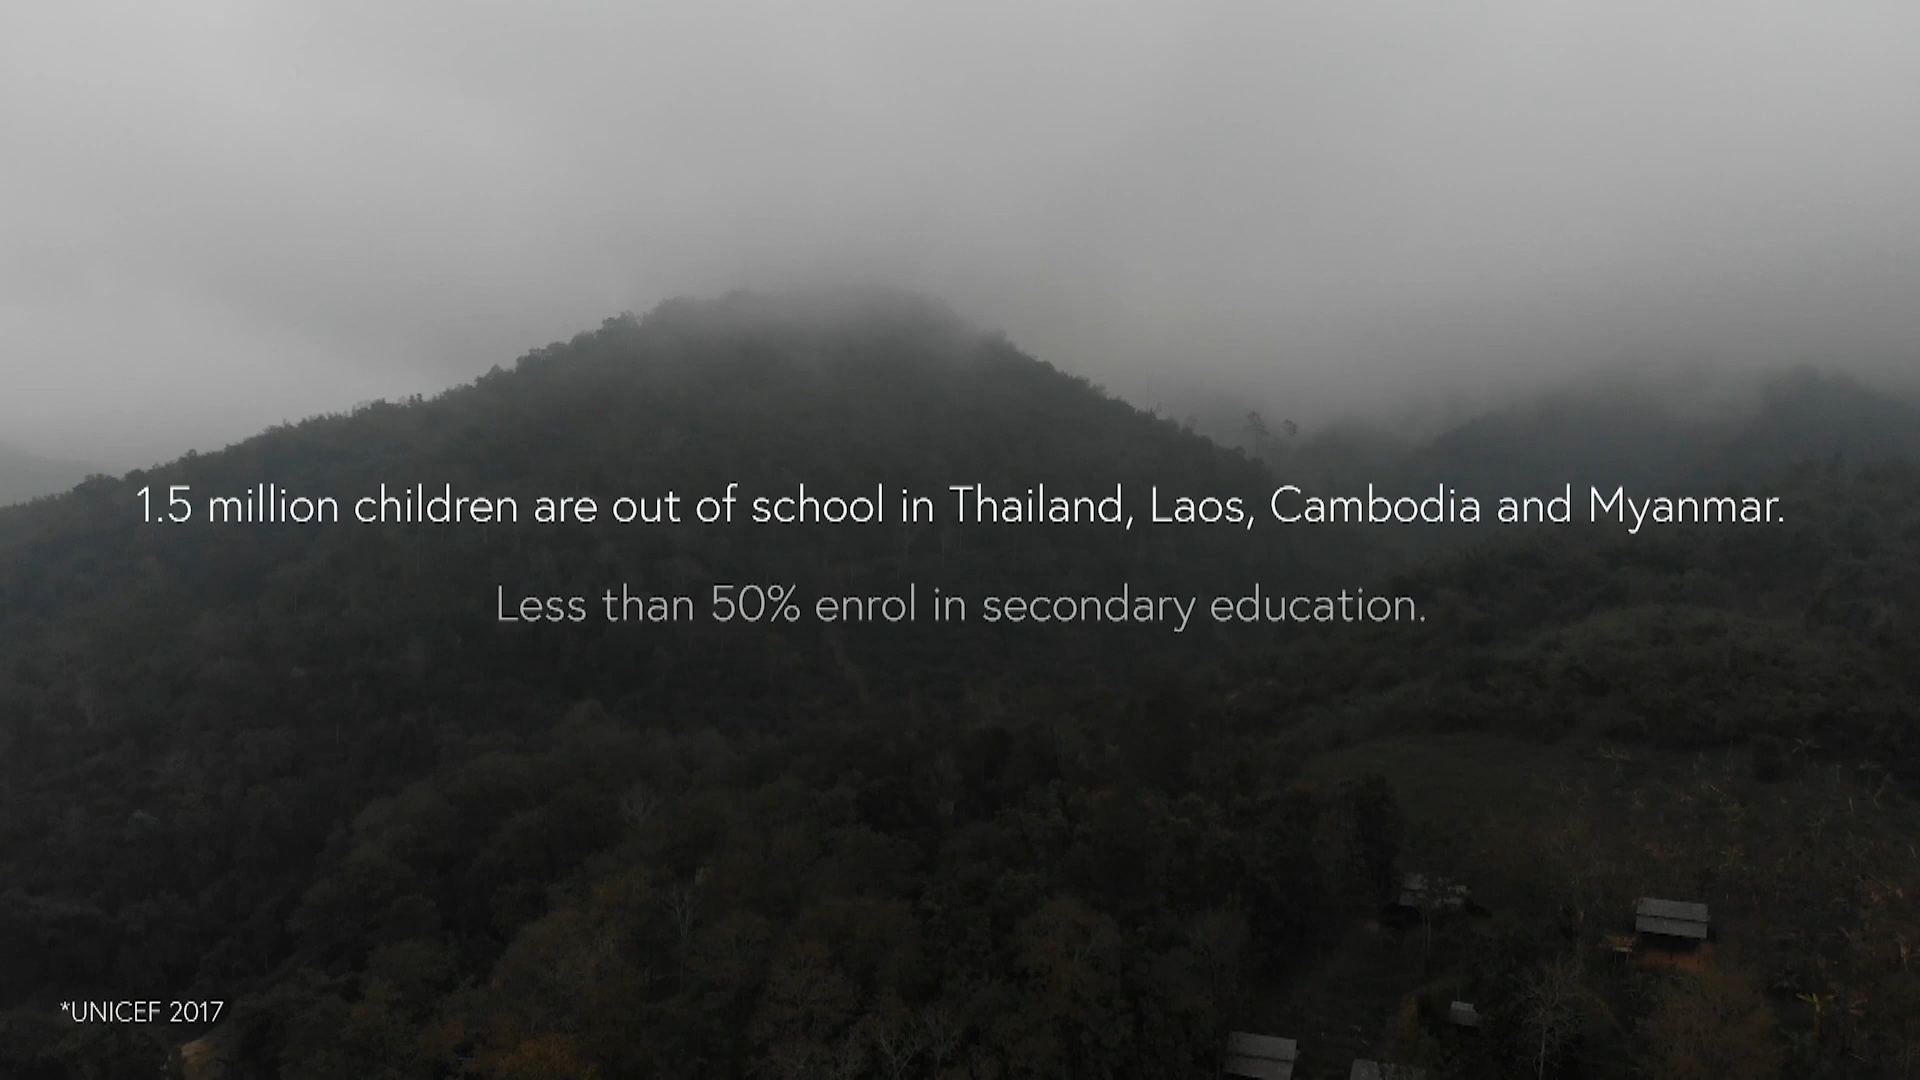 1.5 million children are out of school in Thailand, Laos, Cambodia and Myanmar.
Less than 50% enrol in secondary education.
*UNICEF 2017